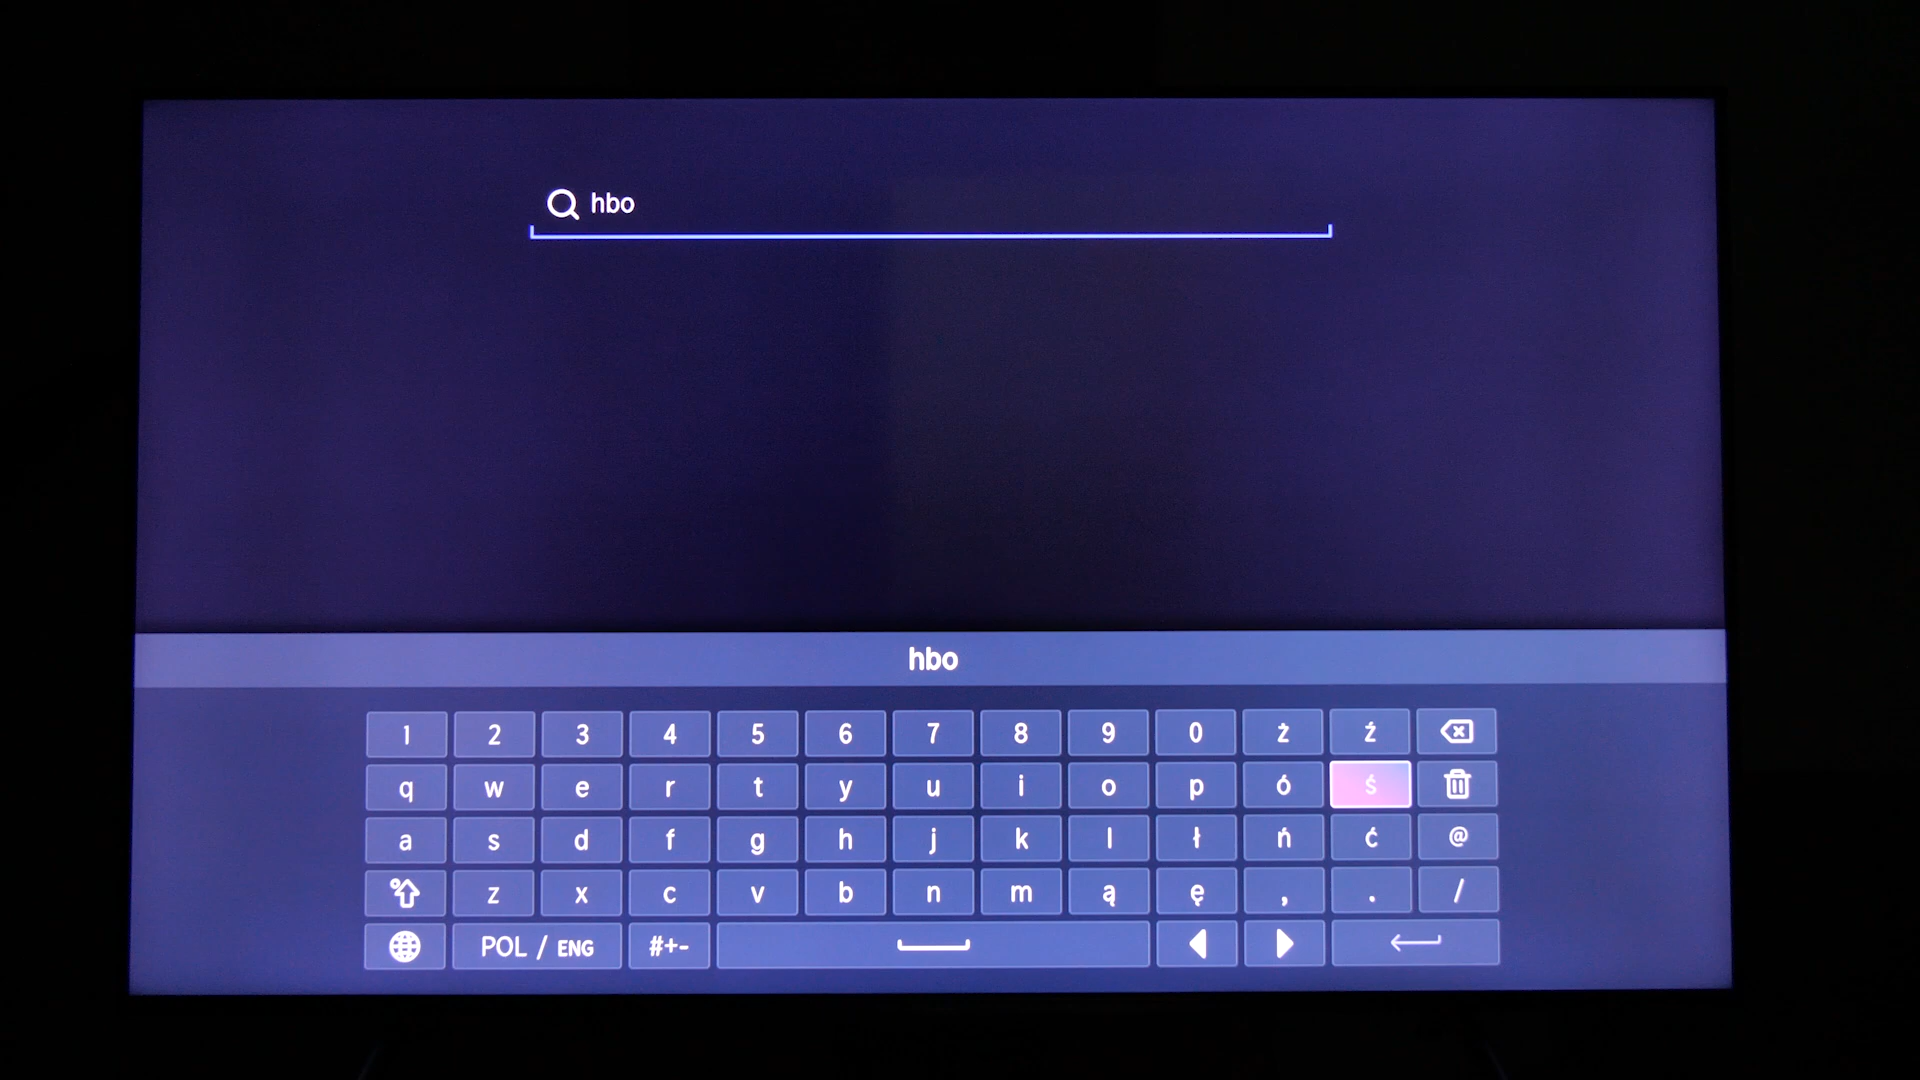 hbo
hbo
1 2 3 4 5 6 7 8 9 0 ż ź
q w e r t y u i o p ó ś
a s d f g h j k l ł ń ć @
z x c v b n m ą ę , . /
POL / ENG #+-